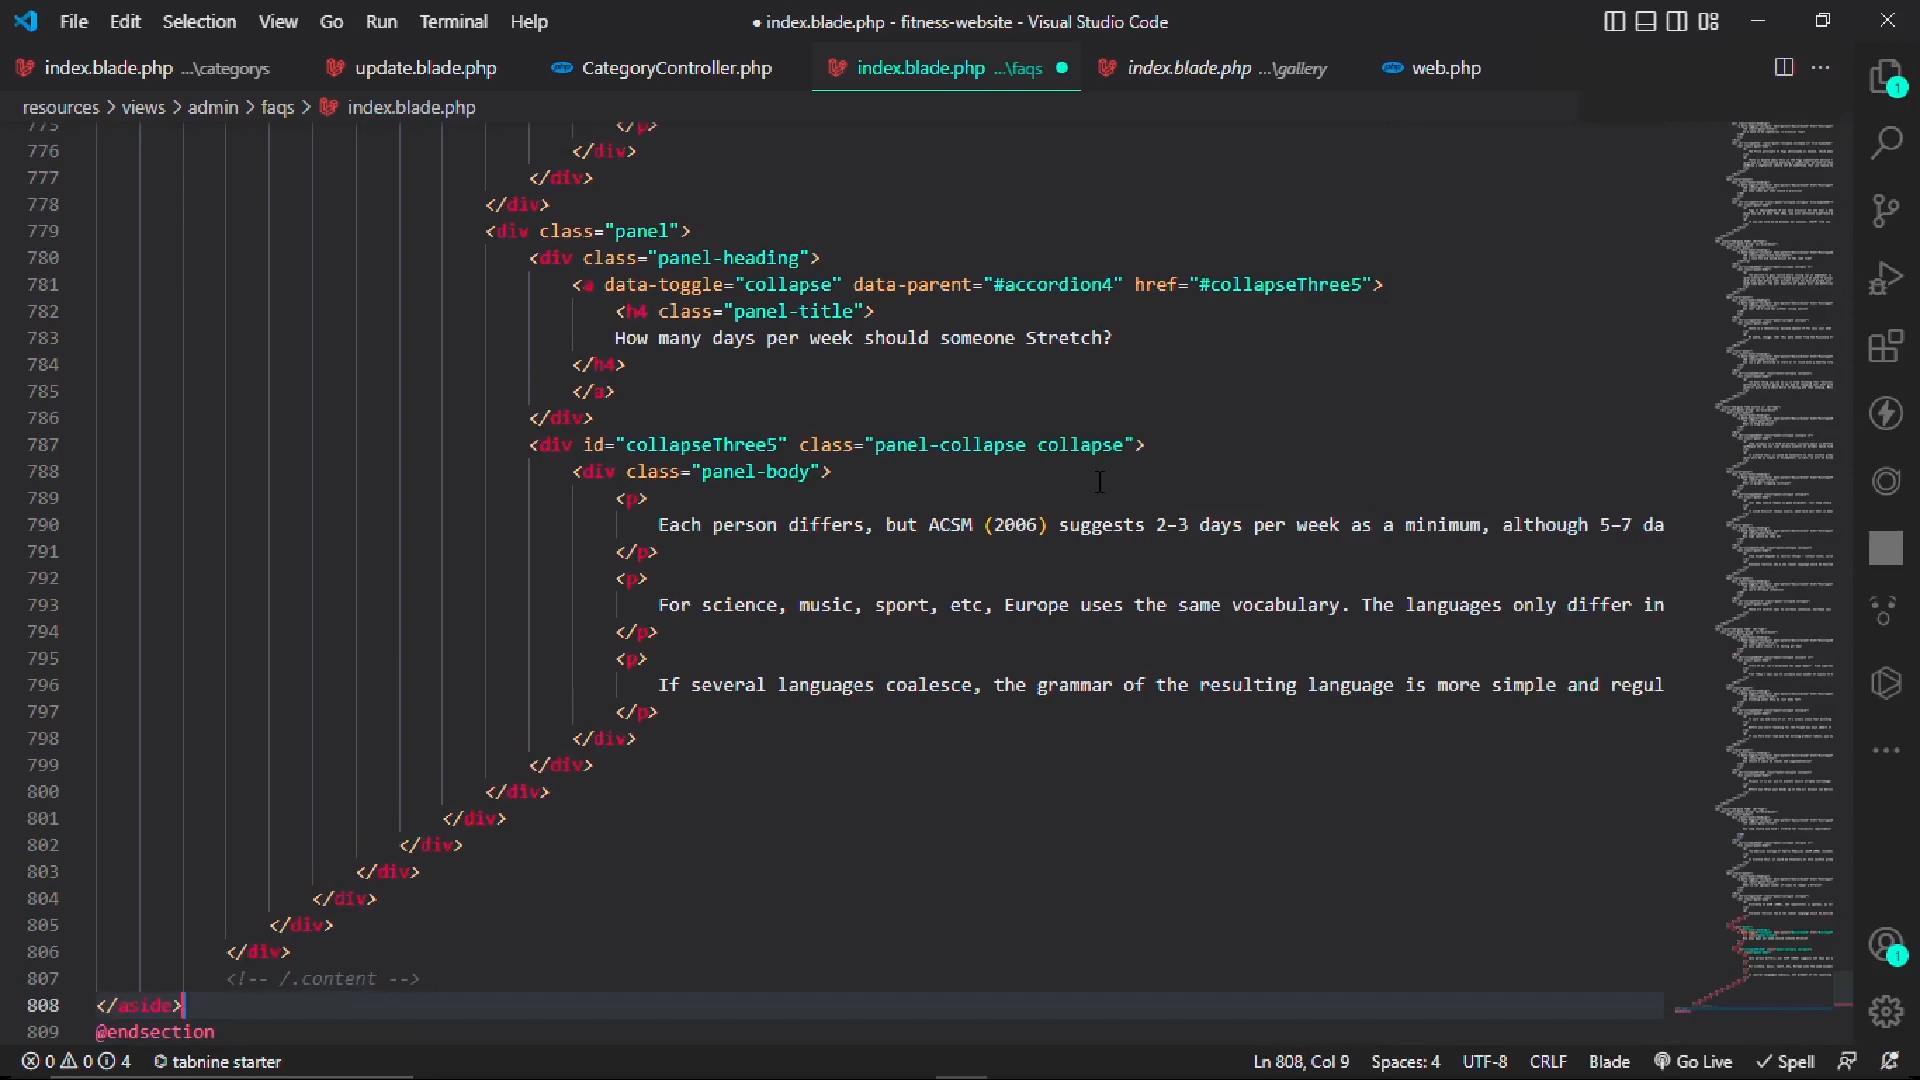 File Edit Selection View Go Run Terminal Help
● index.blade.php - fitness-website - Visual Studio Code
index.blade.php ...\categorys update.blade.php CategoryController.php index.blade.php ...\faqs index.blade.php ...\gallery web.php
resources > views > admin > faqs > index.blade.php
775 </p>
776 </div>
777 </div>
778 </div>
779 <div class="panel">
780 <div class="panel-heading">
781 <a data-toggle="collapse" data-parent="#accordion4" href="#collapseThree5">
782 <h4 class="panel-title">
783 How many days per week should someone Stretch?
784 </h4>
785 </a>
786 </div>
787 <div id="collapseThree5" class="panel-collapse collapse">
788 <div class="panel-body">
789 <p>
790 Each person differs, but ACSM (2006) suggests 2–3 days per week as a minimum, although 5–7 da
791 </p>
792 <p>
793 For science, music, sport, etc, Europe uses the same vocabulary. The languages only differ in
794 </p>
795 <p>
796 If several languages coalesce, the grammar of the resulting language is more simple and regul
797 </p>
798 </div>
799 </div>
800 </div>
801 </div>
802 </div>
803 </div>
804 </div>
805 </div>
806 </div>
807 <!-- /.content -->
808 </aside>
809 @endsection
0 0 4 tabnine starter Ln 808, Col 9 Spaces: 4 UTF-8 CRLF Blade Go Live Spell
1
1